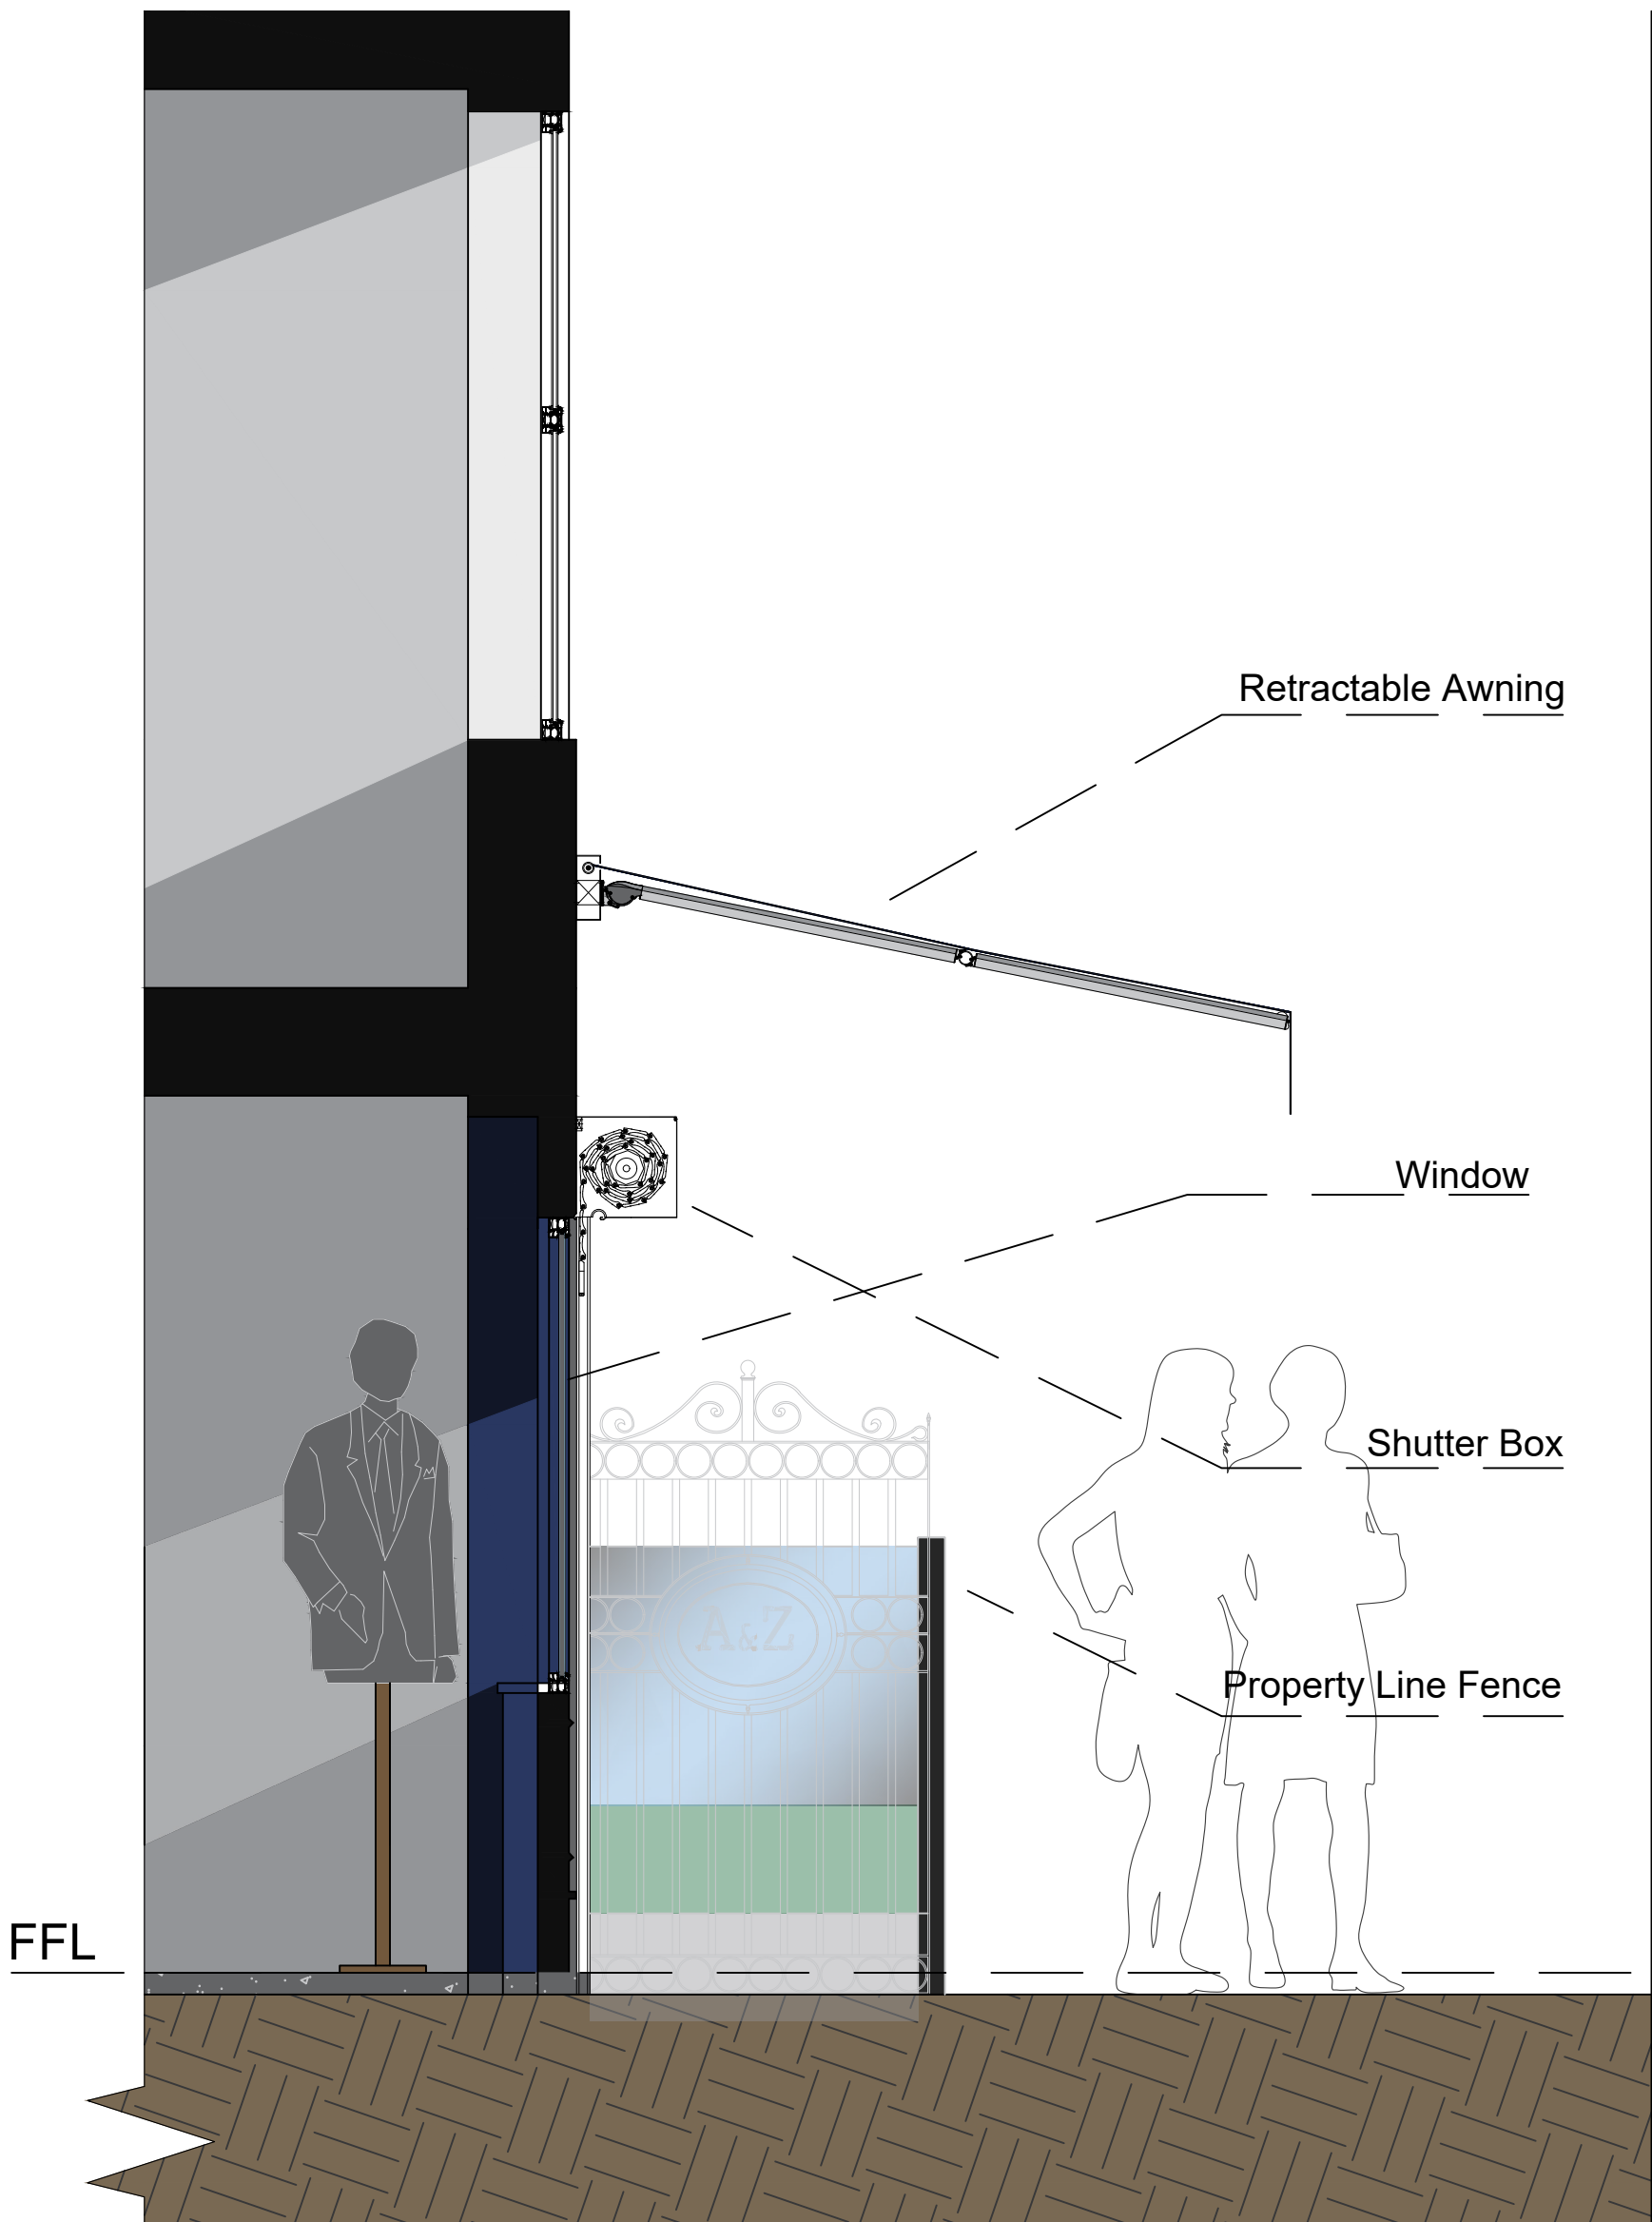 Retractable Awning
Window
Shutter Box
A&Z
Property Line Fence
FFL